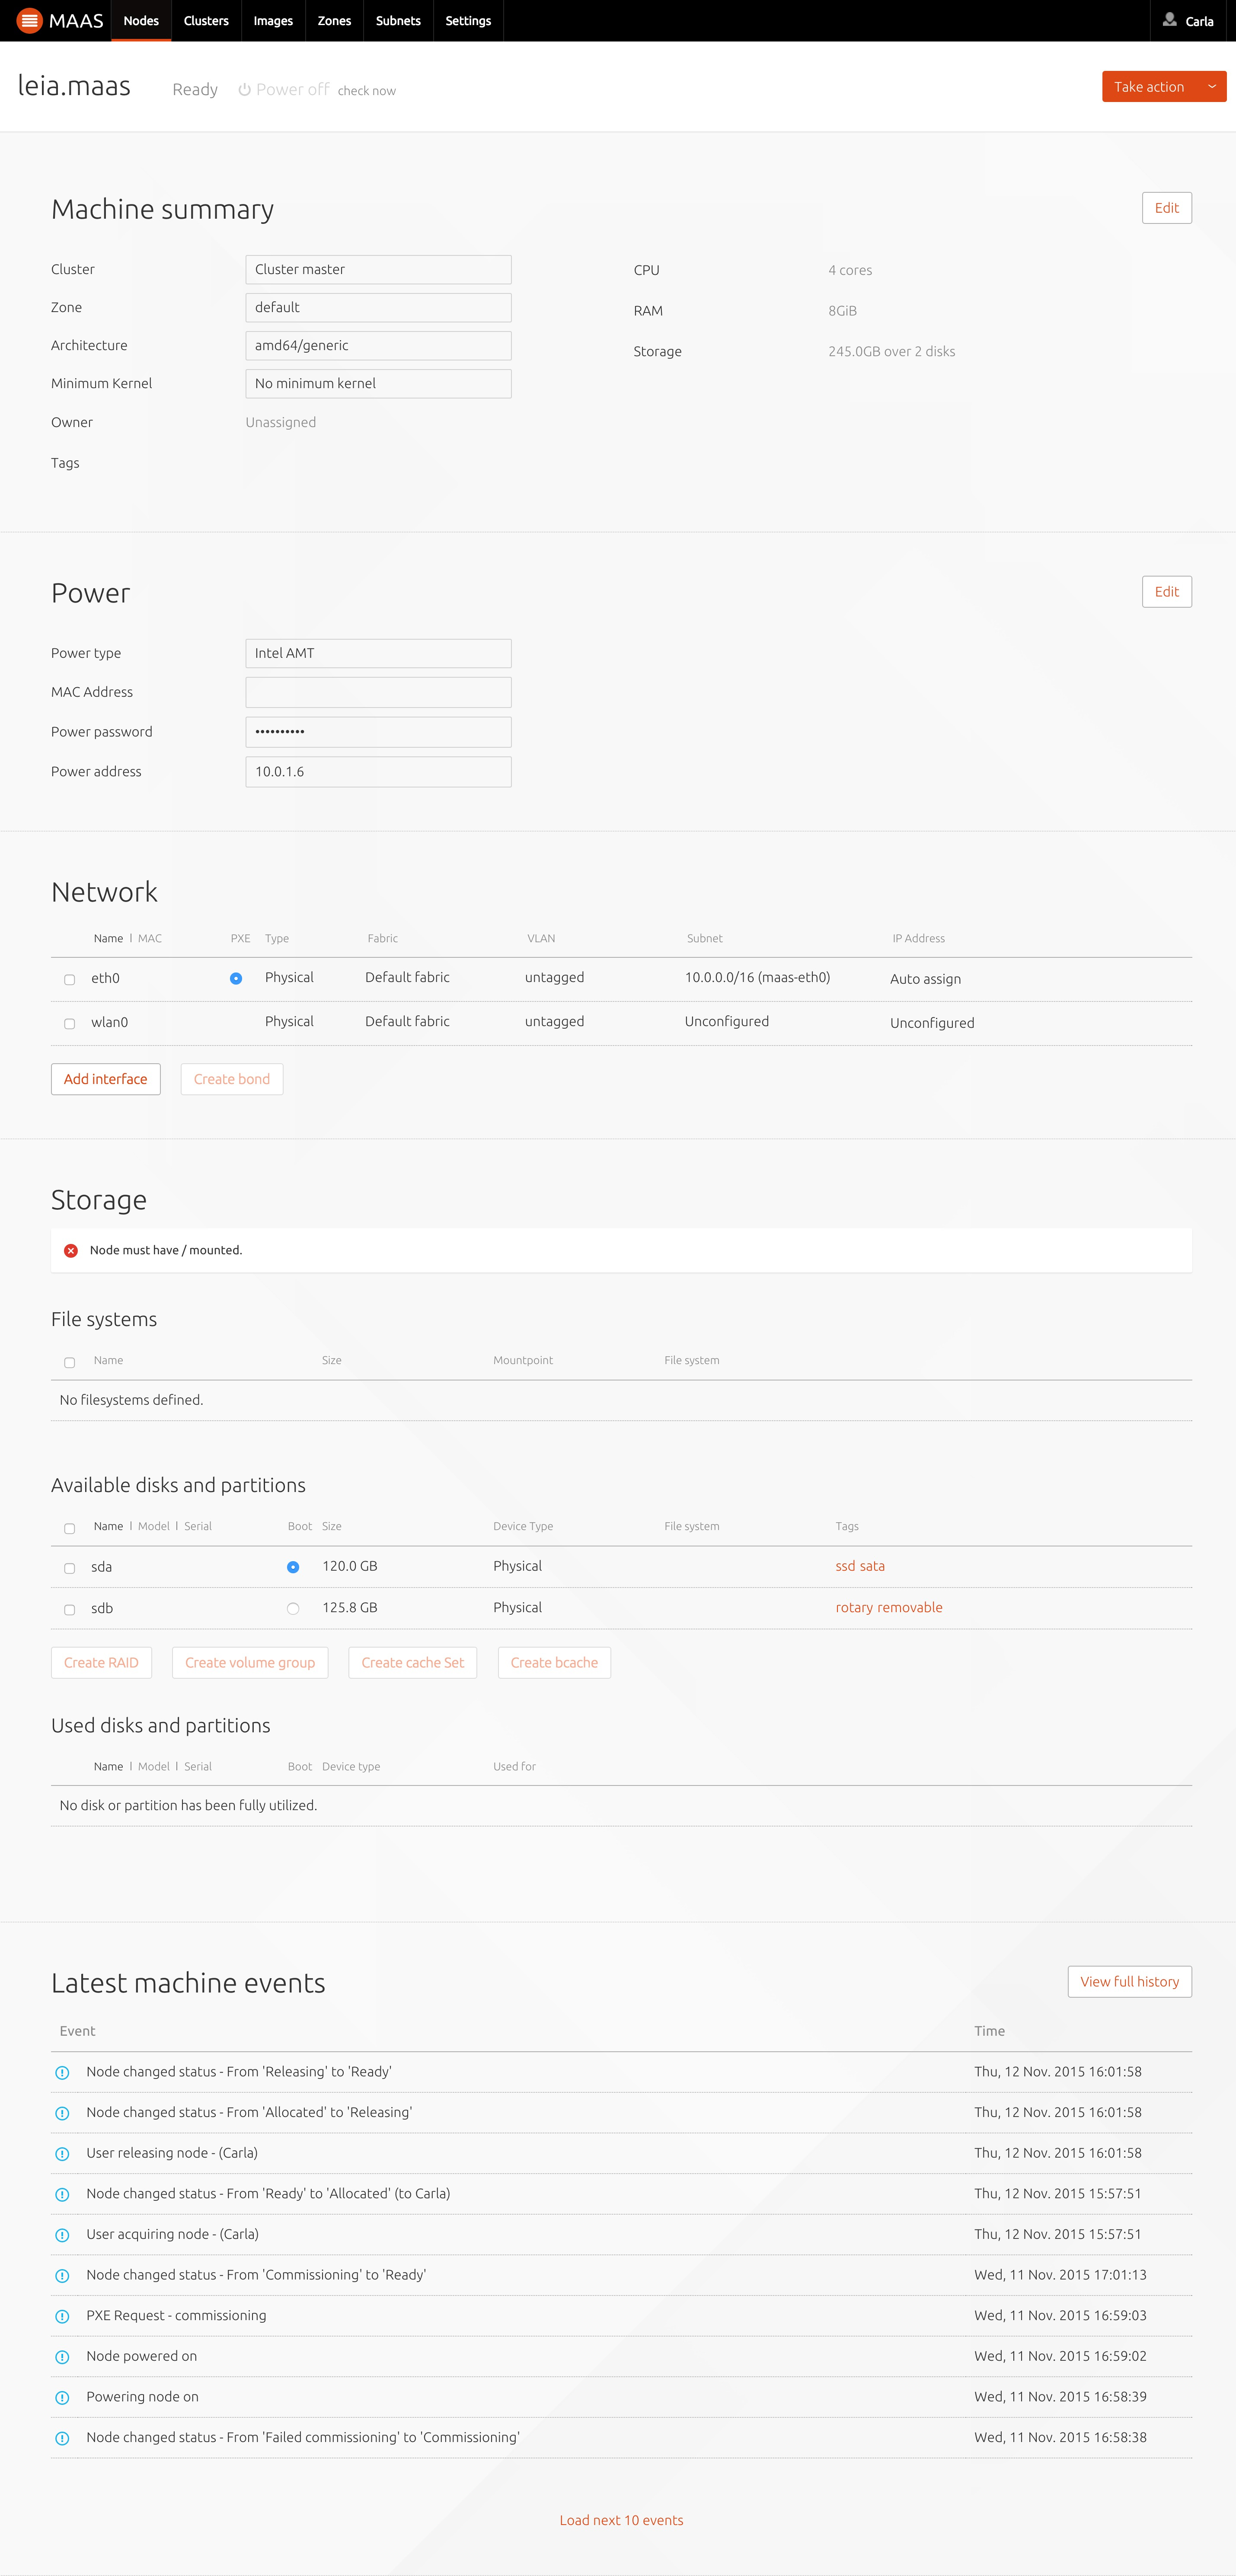 MAAS Nodes Clusters Images Zones Subnets Settings Carla
leia.maas Ready Power off check now Take action
Machine summary Edit
Cluster Cluster master CPU 4 cores
Zone default RAM 8GiB
Architecture amd64/generic Storage 245.0GB over 2 disks
Minimum Kernel No minimum kernel
Owner Unassigned
Tags
Power Edit
Power type Intel AMT
MAC Address
Power password ••••••••••
Power address 10.0.1.6
Network
Name | MAC PXE Type Fabric VLAN Subnet IP Address
eth0 Physical Default fabric untagged 10.0.0.0/16 (maas-eth0) Auto assign
wlan0 Physical Default fabric untagged Unconfigured Unconfigured
Add interface Create bond
Storage
Node must have / mounted.
File systems
Name Size Mountpoint File system
No filesystems defined.
Available disks and partitions
Name | Model | Serial Boot Size Device Type File system Tags
sda 120.0 GB Physical ssd sata
sdb 125.8 GB Physical rotary removable
Create RAID Create volume group Create cache Set Create bcache
Used disks and partitions
Name | Model | Serial Boot Device type Used for
No disk or partition has been fully utilized.
Latest machine events View full history
Event Time
Node changed status - From 'Releasing' to 'Ready' Thu, 12 Nov. 2015 16:01:58
Node changed status - From 'Allocated' to 'Releasing' Thu, 12 Nov. 2015 16:01:58
User releasing node - (Carla) Thu, 12 Nov. 2015 16:01:58
Node changed status - From 'Ready' to 'Allocated' (to Carla) Thu, 12 Nov. 2015 15:57:51
User acquiring node - (Carla) Thu, 12 Nov. 2015 15:57:51
Node changed status - From 'Commissioning' to 'Ready' Wed, 11 Nov. 2015 17:01:13
PXE Request - commissioning Wed, 11 Nov. 2015 16:59:03
Node powered on Wed, 11 Nov. 2015 16:59:02
Powering node on Wed, 11 Nov. 2015 16:58:39
Node changed status - From 'Failed commissioning' to 'Commissioning' Wed, 11 Nov. 2015 16:58:38
Load next 10 events